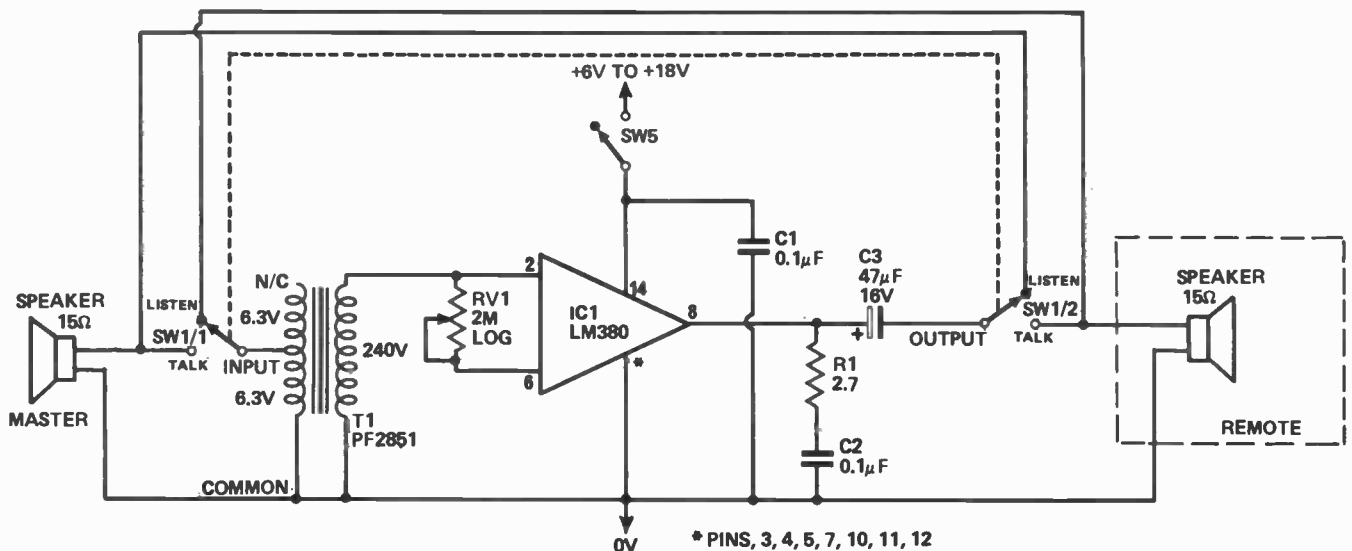 +6V TO +18V
SW5
N/C
SPEAKER
15Ω
LISTEN
6.3V
SW1/1
TALK
INPUT
6.3V
MASTER
240V
T1
PF2851
COMMON
RV1
2M
LOG
2
6
IC1
LM380
14
8
*
C1
0.1µF
C3
47µF
16V
+
R1
2.7
C2
0.1µF
OUTPUT
LISTEN
SW1/2
TALK
SPEAKER
15Ω
REMOTE
0V
* PINS, 3, 4, 5, 7, 10, 11, 12